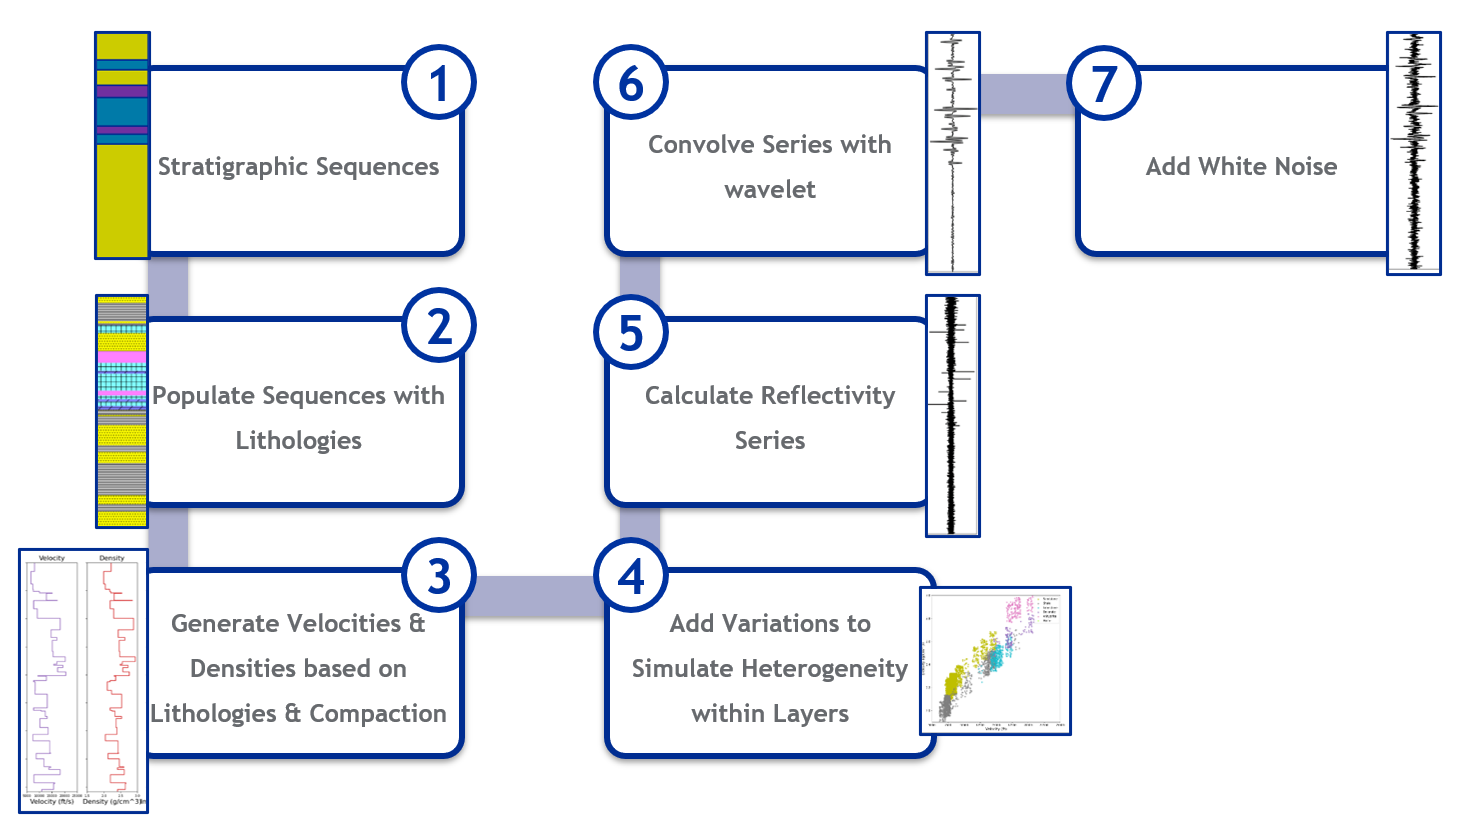 1
Stratigraphic Sequences
2
Populate Sequences with
Lithologies
3
Generate Velocities &
Densities based on
Lithologies & Compaction
Velocity
Density
Velocity (ft/s)
Density (g/cm^3)
4
Add Variations to
Simulate Heterogeneity
within Layers
5
Calculate Reflectivity
Series
6
Convolve Series with
wavelet
7
Add White Noise